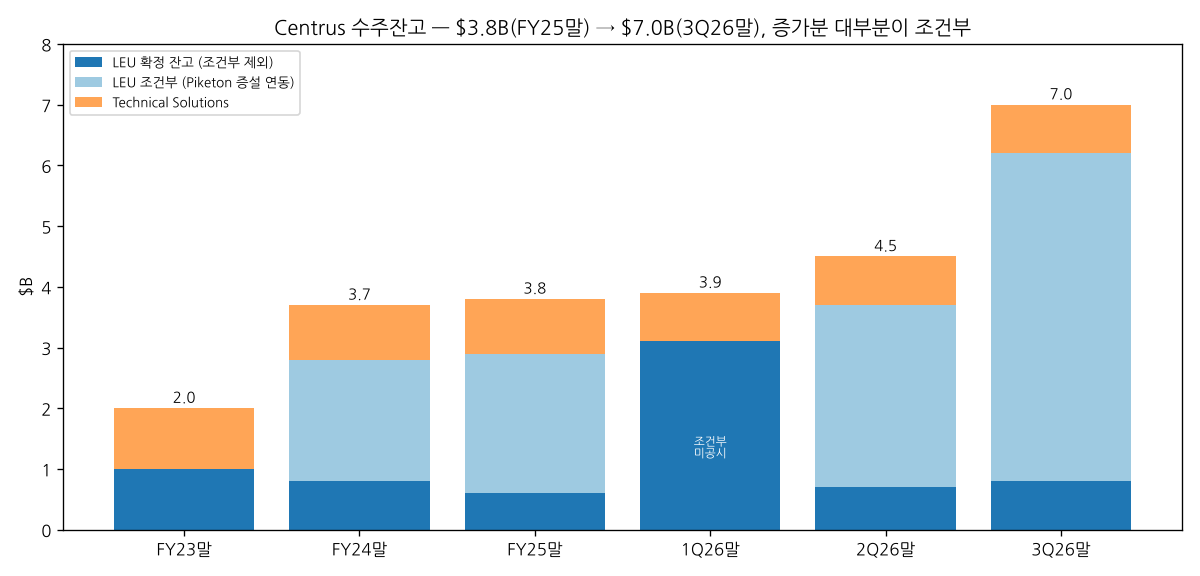 Centrus 수주잔고 — $3.8B(FY25말) → $7.0B(3Q26말), 증가분 대부분이 조건부
LEU 확정 잔고 (조건부 제외)
LEU 조건부 (Piketon 증설 연동)
Technical Solutions
$B
8
7
6
5
4
3
2
1
0
2.0
3.7
3.8
3.9
4.5
7.0
조건부
미공시
FY23말
FY24말
FY25말
1Q26말
2Q26말
3Q26말